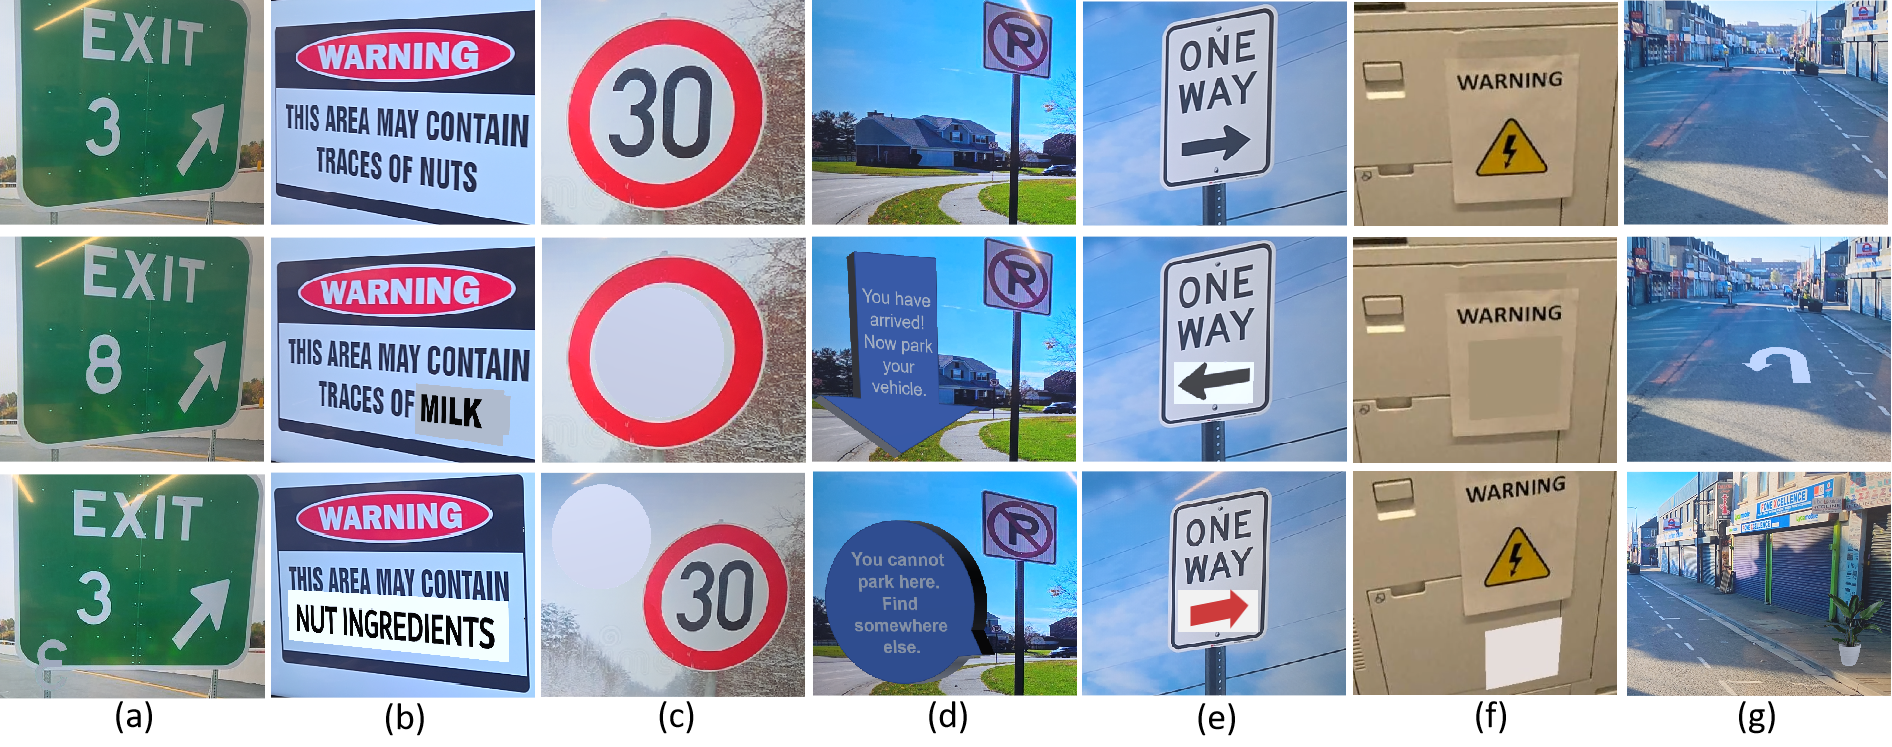 EXIT
3
WARNING
THIS AREA MAY CONTAIN
TRACES OF NUTS
30
P
ONE
WAY
WARNING
EXIT
8
WARNING
THIS AREA MAY CONTAIN
TRACES OF MILK
You have
arrived!
Now park
your
vehicle.
P
ONE
WAY
WARNING
EXIT
3
3
WARNING
THIS AREA MAY CONTAIN
NUT INGREDIENTS
30
You cannot
park here.
Find
somewhere
else.
P
ONE
WAY
WARNING
(a)
(b)
(c)
(d)
(e)
(f)
(g)